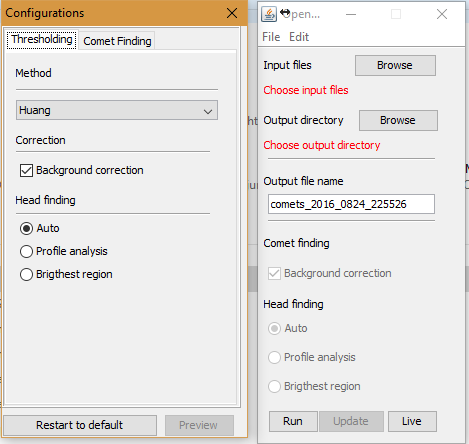 Configurations
Thresholding
Comet Finding
Method
Huang
Correction
Background correction
Head finding
Auto
Profile analysis
Brigthest region
Restart to default
Preview
Open...
File Edit
Input files
Browse
Choose input files
Output directory
Browse
Choose output directory
Output file name
comets_2016_0824_225526
Comet finding
Background correction
Head finding
Auto
Profile analysis
Brigthest region
Run
Update
Live